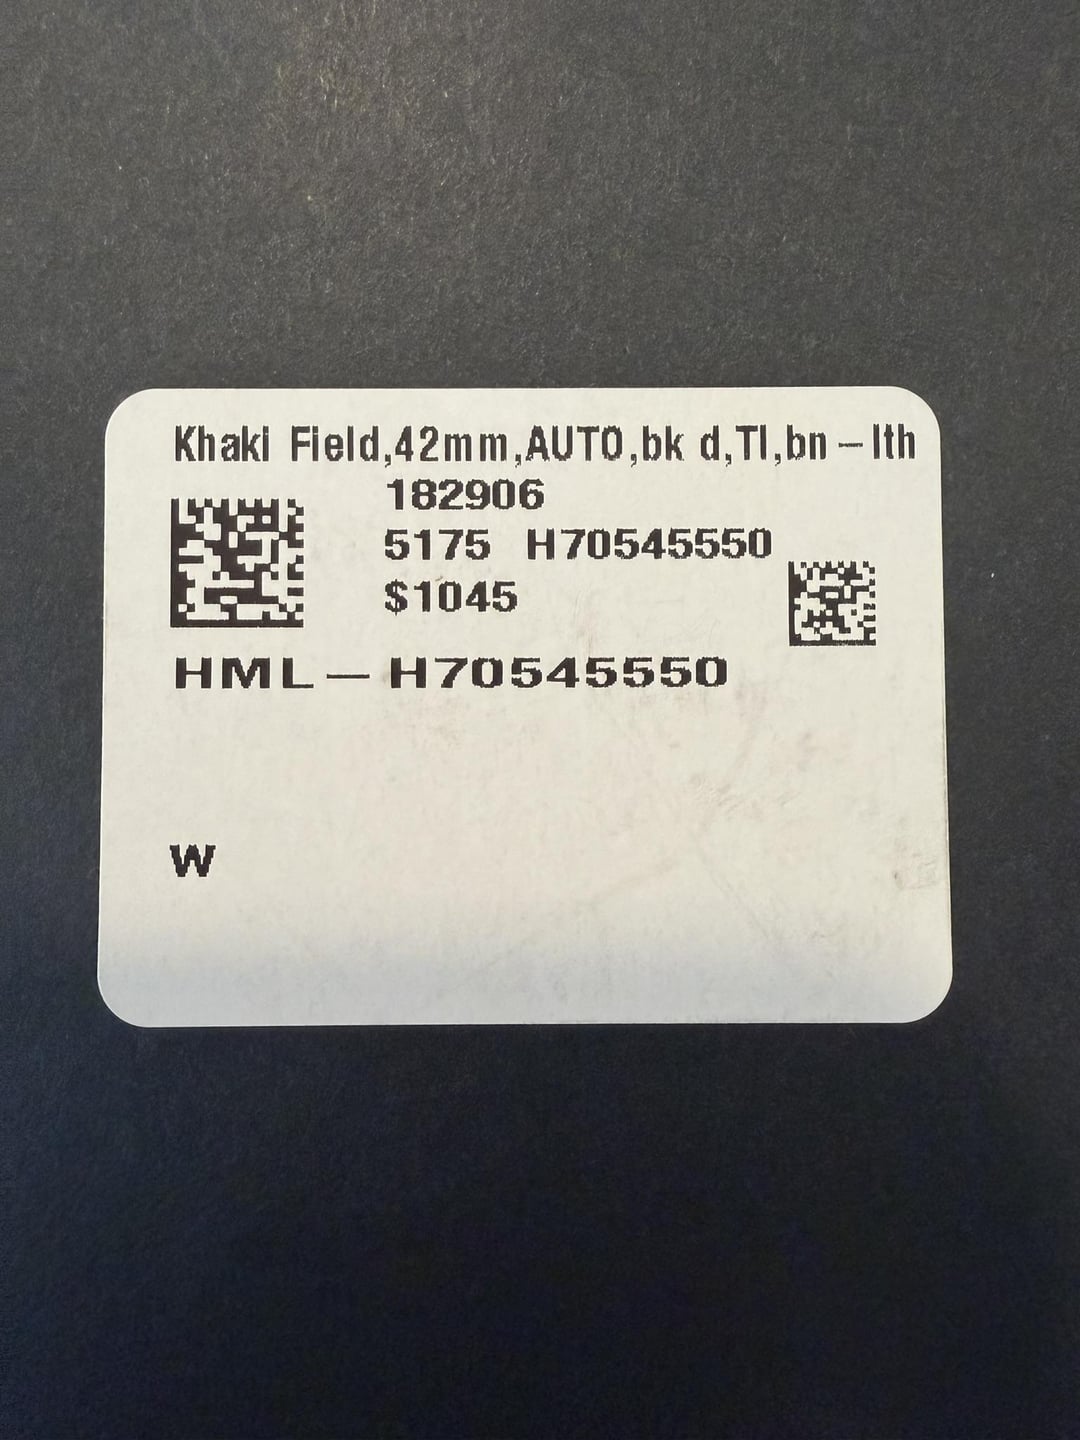 Khaki Field,42mm,AUTO,bk d,TI,bn-lth
182906
5175 H70545550
$1045
HML-H70545550
W